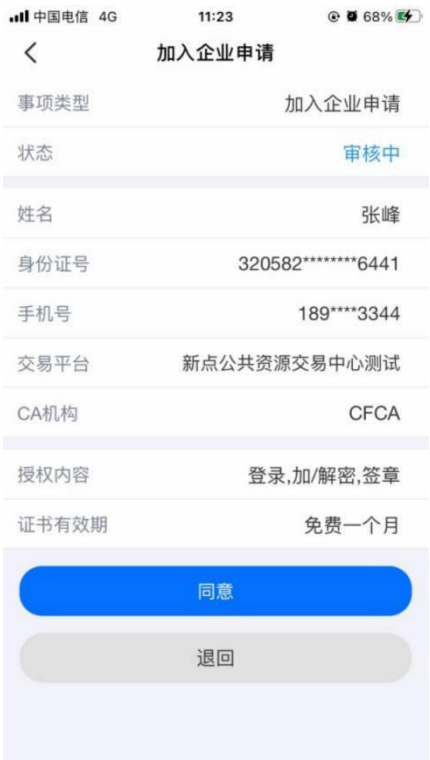 中国电信 4G 11:23 68%
加入企业申请
事项类型 加入企业申请
状态 审核中
姓名 张峰
身份证号 320582********6441
手机号 189****3344
交易平台 新点公共资源交易中心测试
CA机构 CFCA
授权内容 登录,加/解密,签章
证书有效期 免费一个月
同意
退回